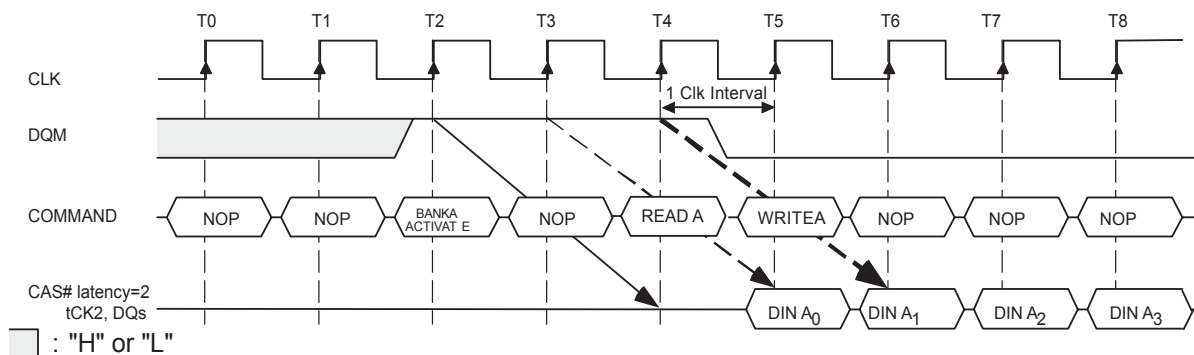 T0 T1 T2 T3 T4 T5 T6 T7 T8
CLK
1 Clk Interval
DQM
COMMAND NOP NOP BANKA ACTIVAT E NOP READ A WRITEA NOP NOP NOP
CAS# latency=2
tCK2, DQs DIN A0 DIN A1 DIN A2 DIN A3
: "H" or "L"